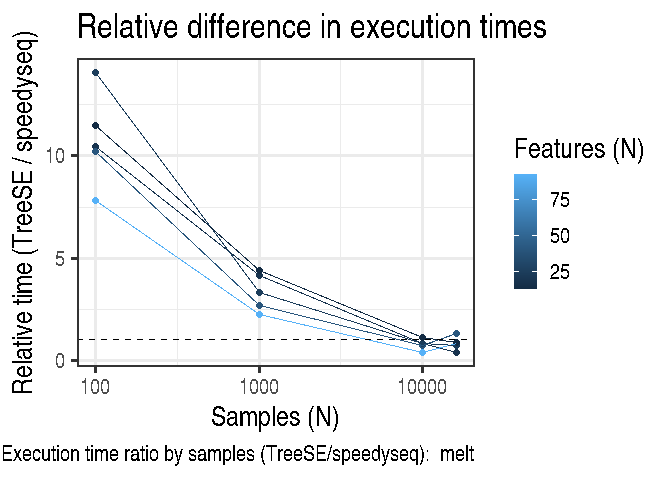 Relative difference in execution times
Relative time (TreeSE / speedyseq)
10
5
0
100
1000
10000
Samples (N)
Features (N)
75
50
25
Execution time ratio by samples (TreeSE/speedyseq): melt